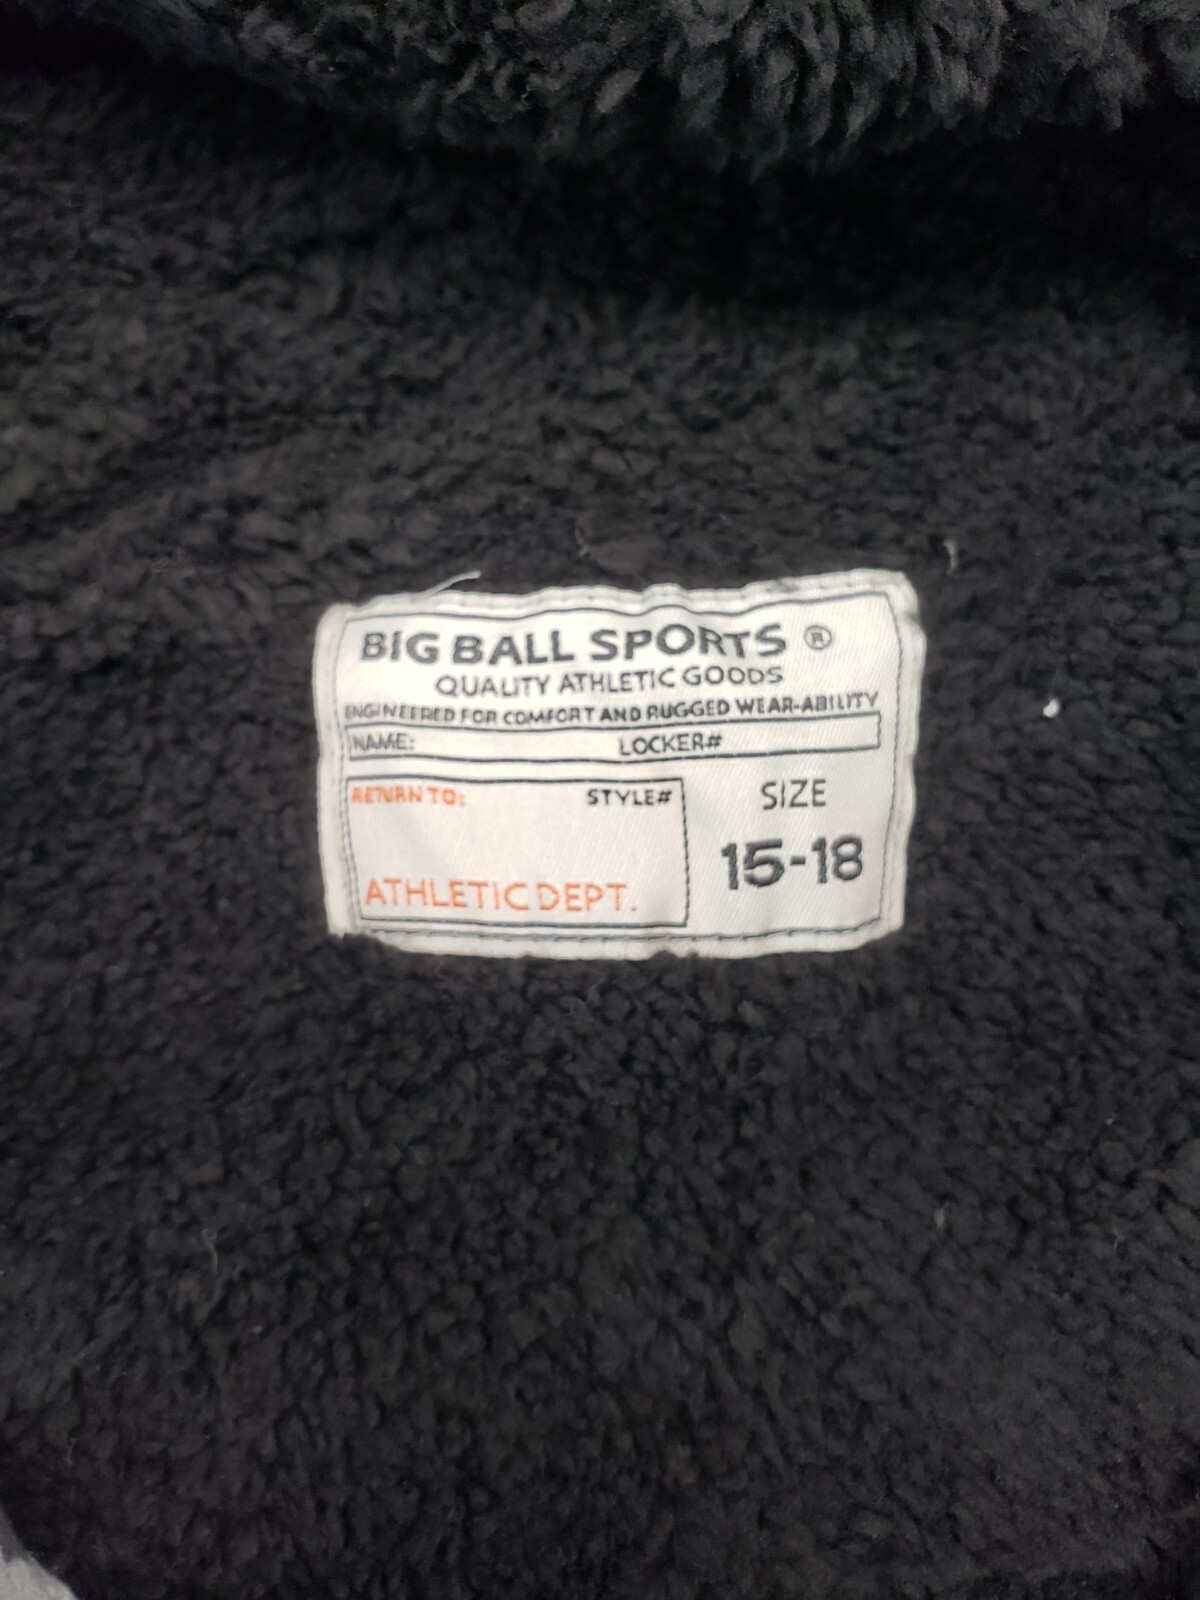 BIG BALL SPORTS ®
QUALITY ATHLETIC GOODS
ENGINEERED FOR COMFORT AND RUGGED WEAR-ABILITY
NAME: LOCKER#
RETURN TO: STYLE#
ATHLETIC DEPT.
SIZE
15-18